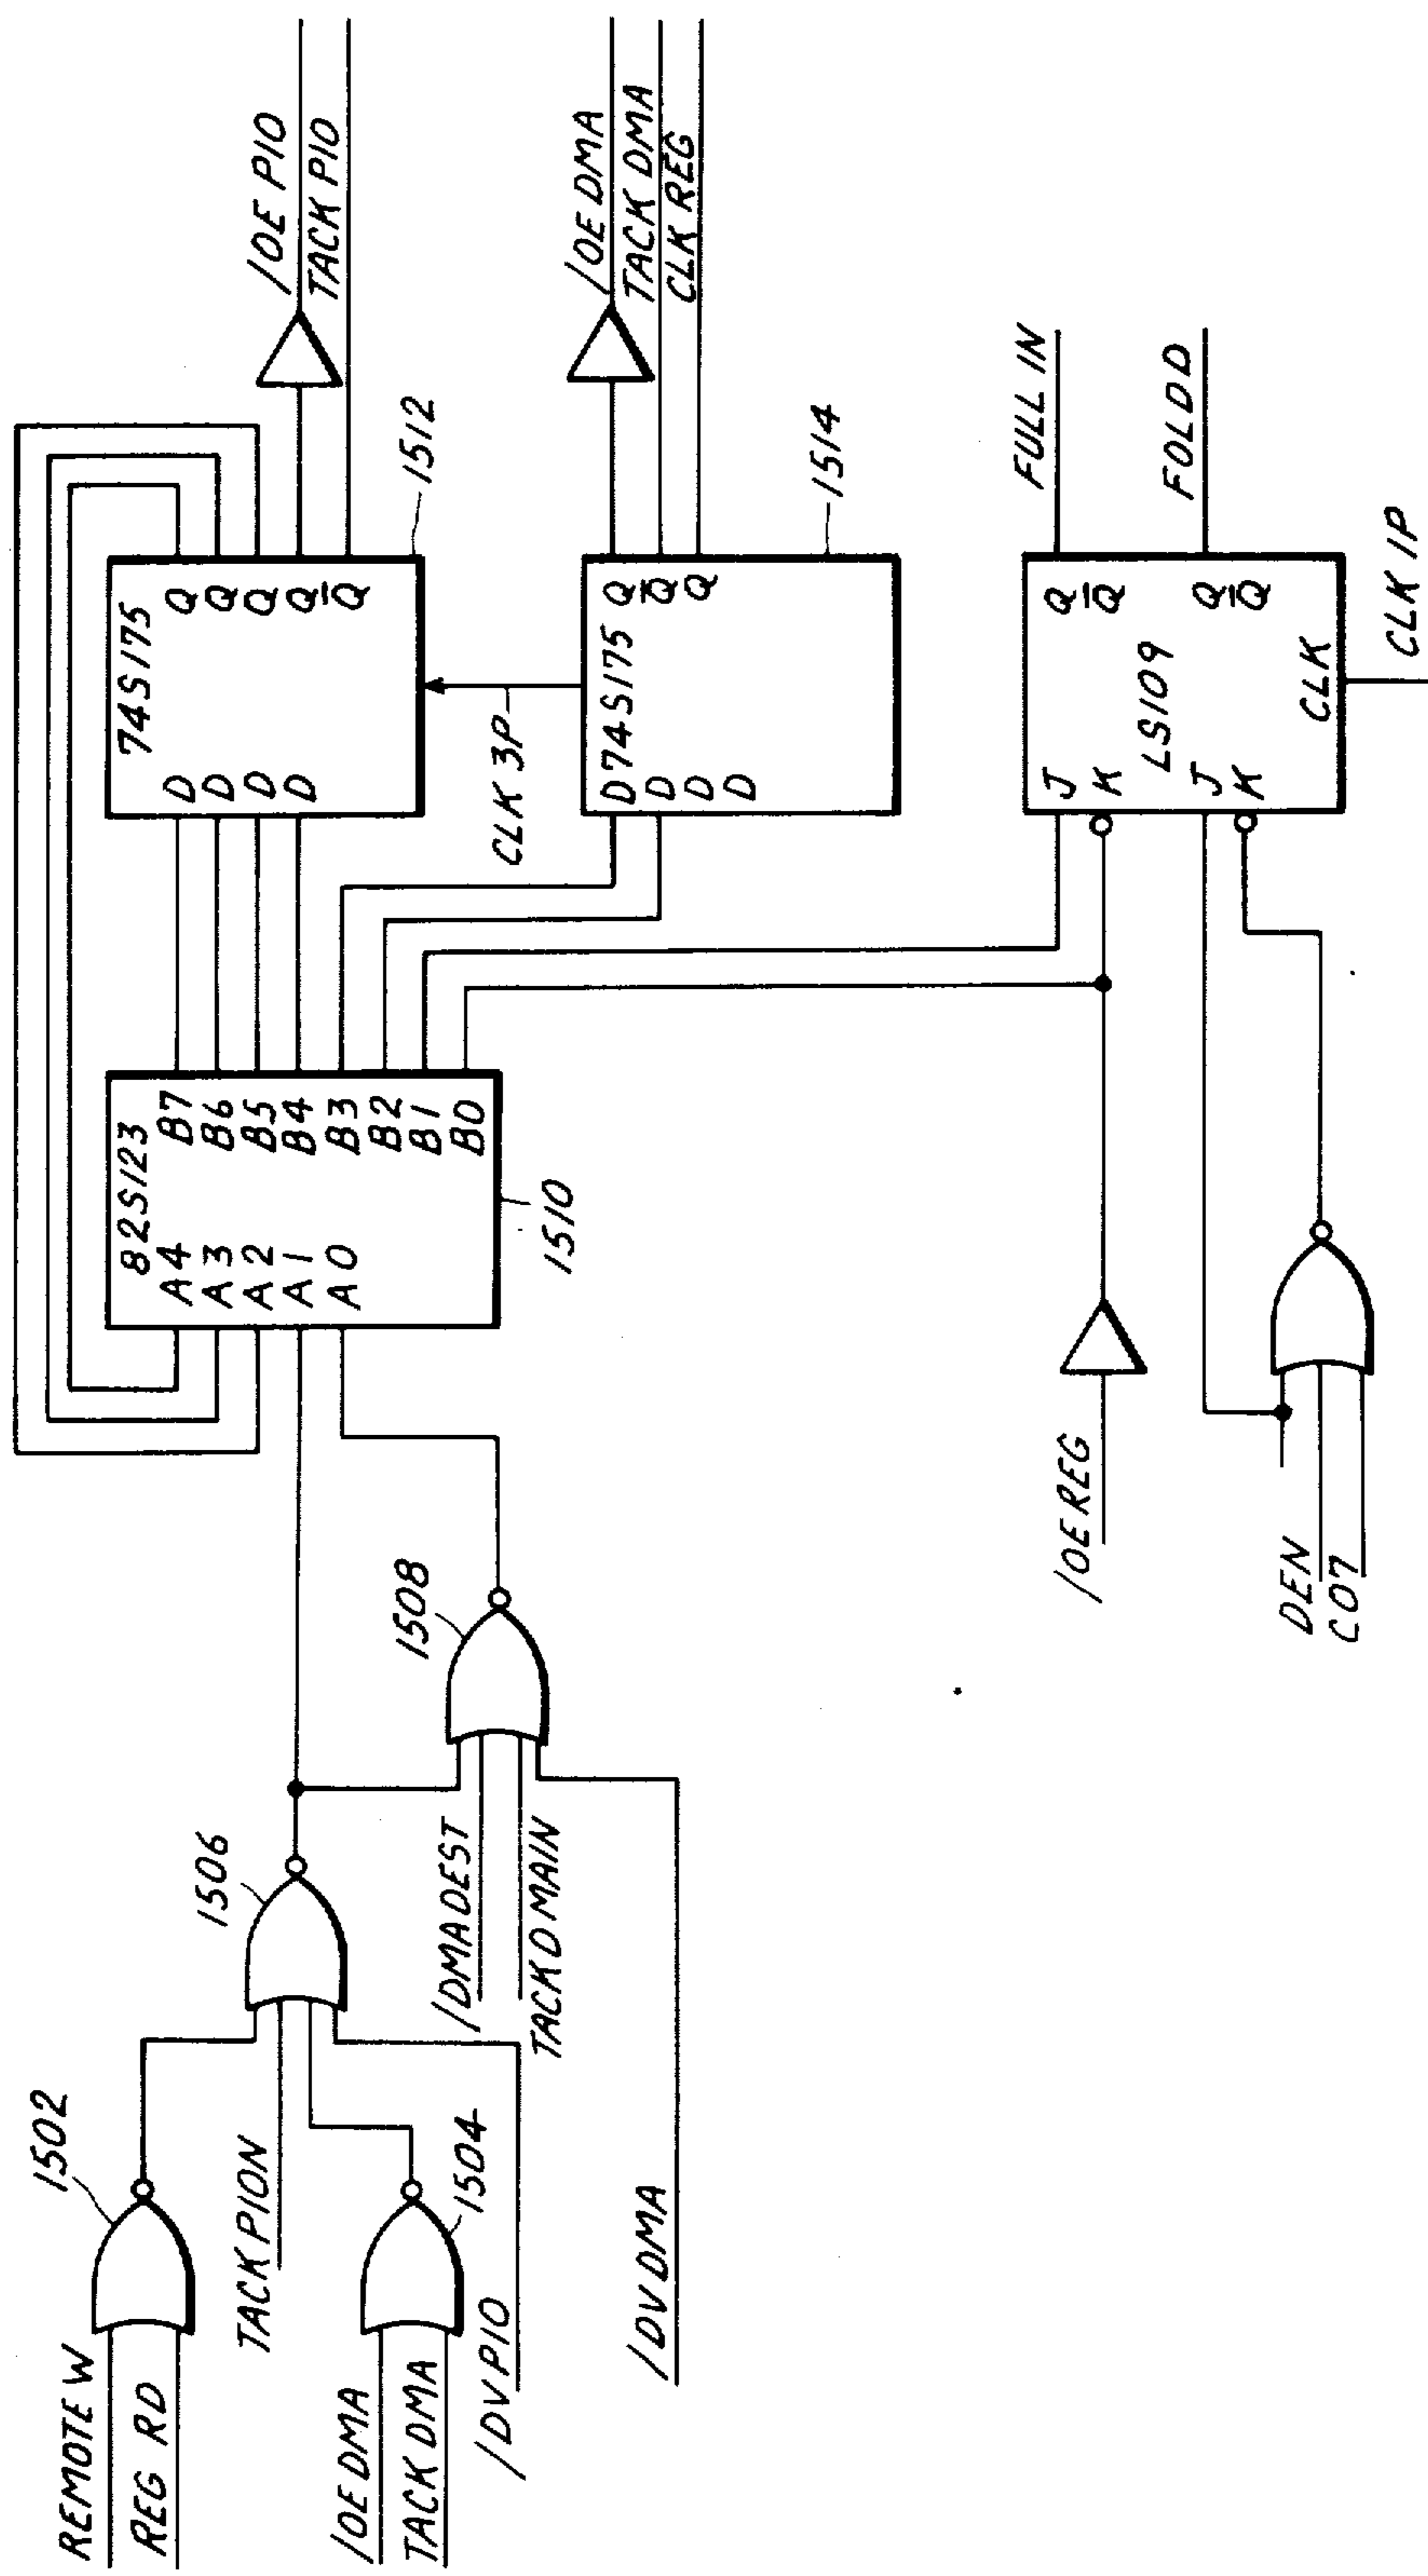 REMOTE W
REG RD
1502
TACK PION
/OE DMA
TACK DMA
1504
/DV PIO
/DV DMA
1506
/DMA DEST
TACK D MAIN
1508
82S123
A4 B7
A3 B6
A2 B5
A1 B4
A0 B3
B2
B1
B0
1510
74S175
D Q
D Q
D Q
D Q
Q̅
1512
/OE PIO
TACK PIO
CLK 3P
D 74S175 Q
D Q̅
D Q
D
1514
/OE DMA
TACK DMA
CLK REG
/OE REG
DEN
CO7
J Q
K Q̅
LS109
J Q
K Q̅
CLK
CLK 1P
FULL IN
FOLD D